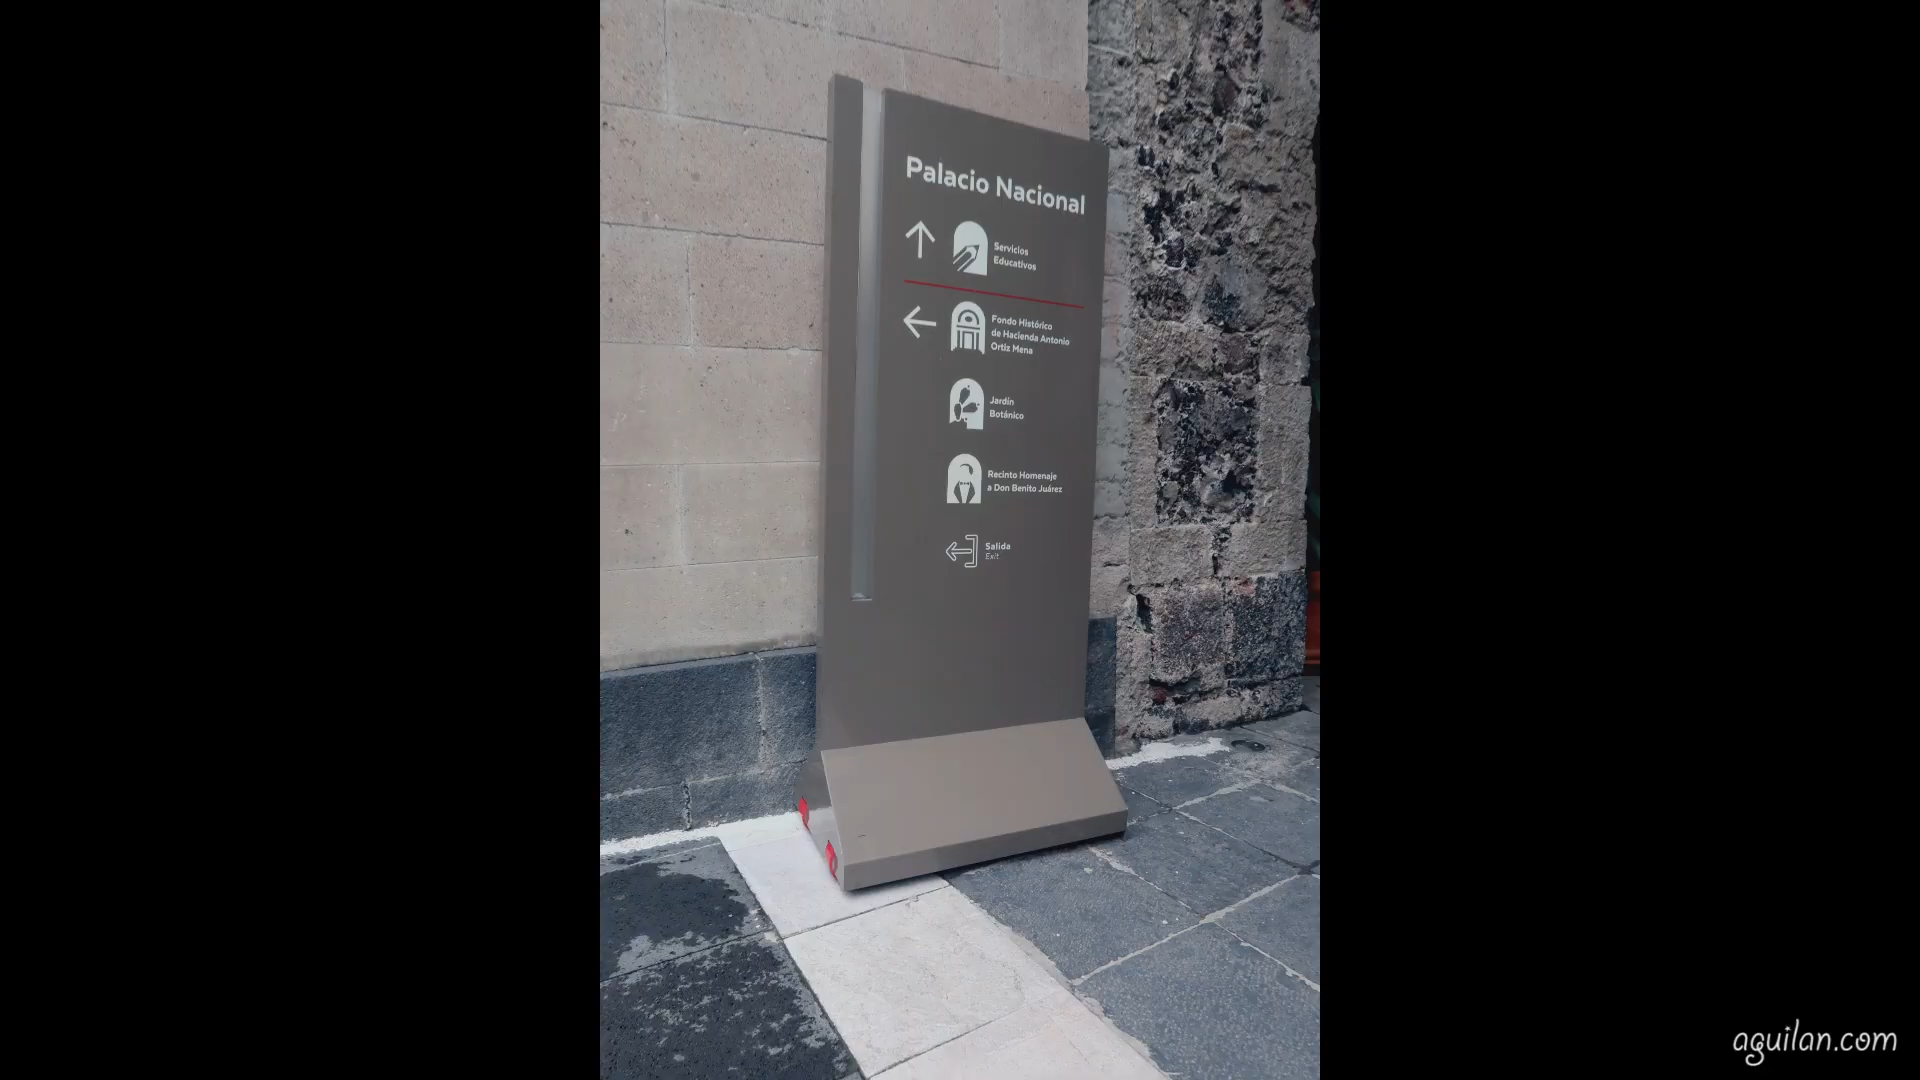 Palacio Nacional
Servicios
Educativos
Fondo Histórico
de Hacienda Antonio
Ortiz Mena
Jardín
Botánico
Recinto Homenaje
a Don Benito Juárez
Salida
Exit
aguilan.com